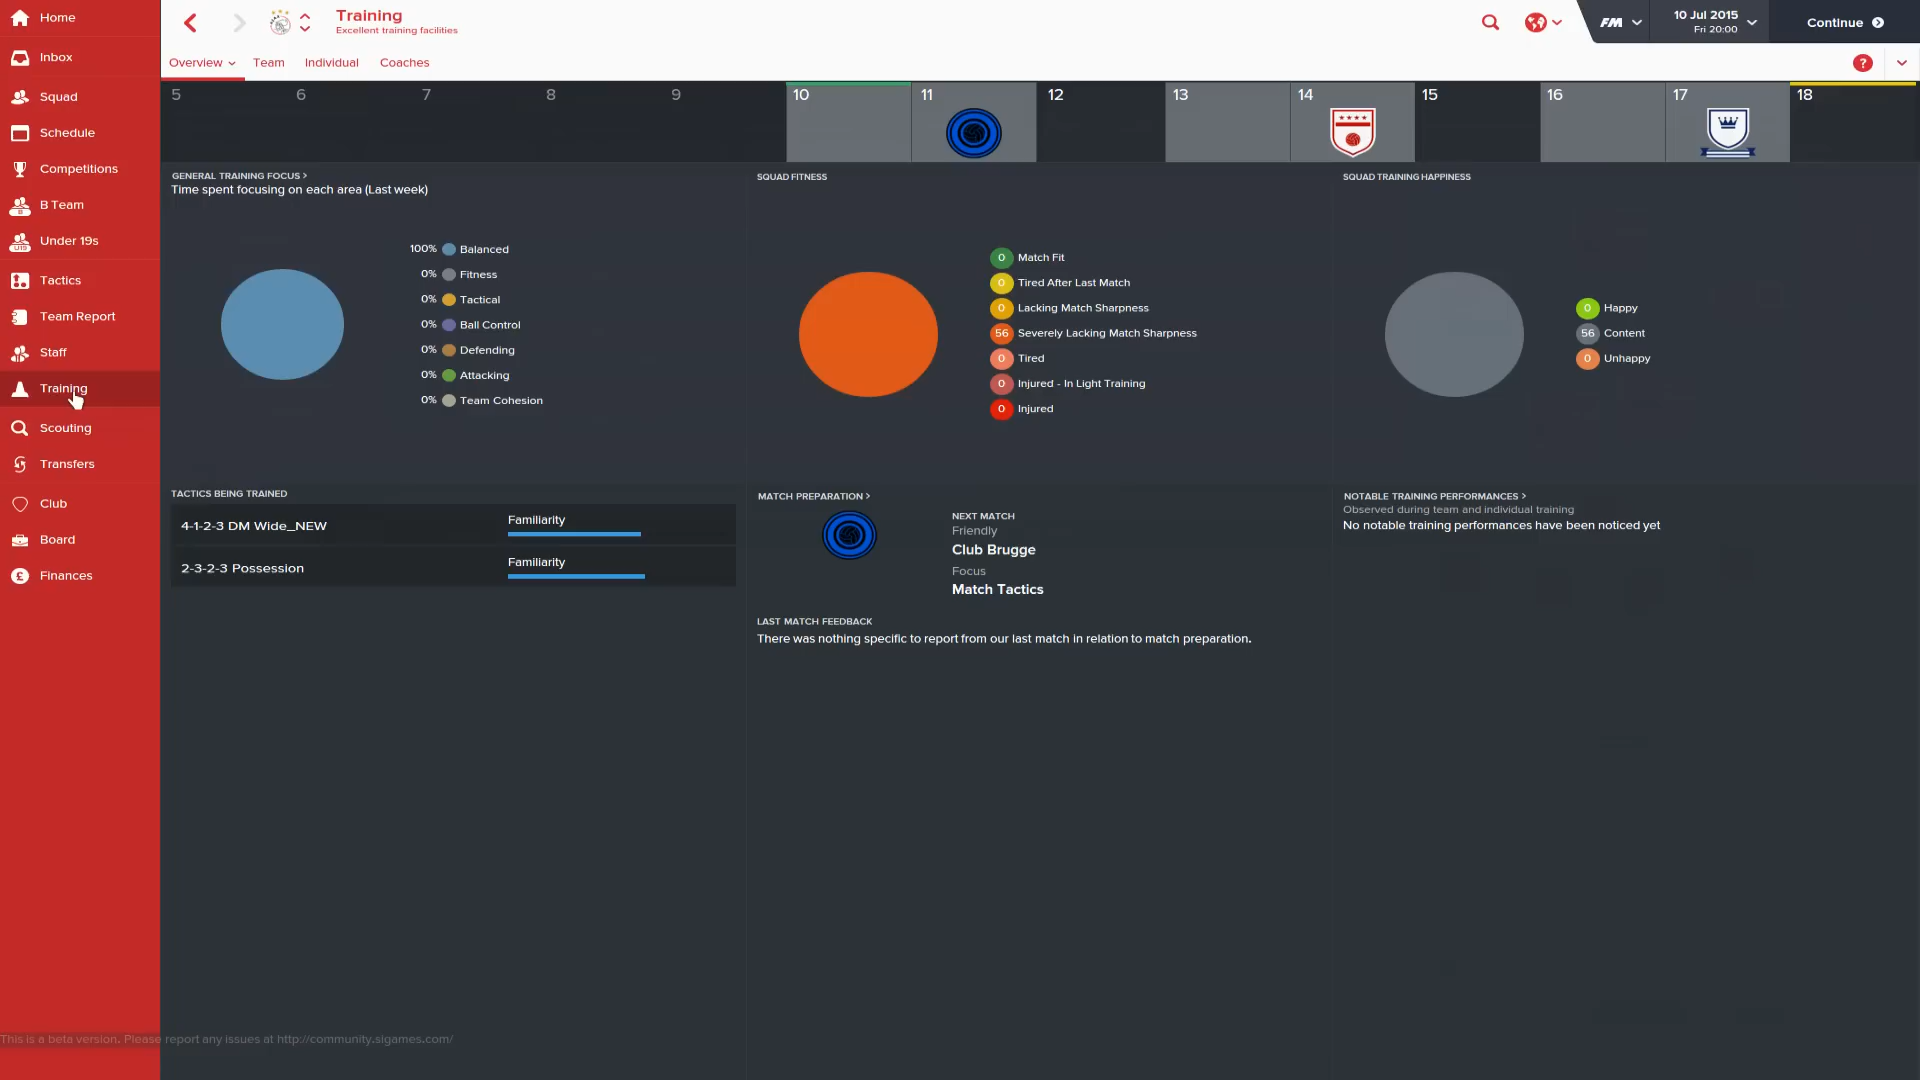 Home
Inbox
Squad
Schedule
Competitions
B Team
Under 19s
Tactics
Team Report
Staff
Training
Scouting
Transfers
Club
Board
Finances
Training
Excellent training facilities
FM
10 Jul 2015
Fri 20:00
Continue
Overview
Team
Individual
Coaches
?
5 6 7 8 9 10 11 12 13 14 15 16 17 18
GENERAL TRAINING FOCUS >
Time spent focusing on each area (Last week)
100% Balanced
0% Fitness
0% Tactical
0% Ball Control
0% Defending
0% Attacking
0% Team Cohesion
SQUAD FITNESS
0 Match Fit
0 Tired After Last Match
0 Lacking Match Sharpness
56 Severely Lacking Match Sharpness
0 Tired
0 Injured - In Light Training
0 Injured
SQUAD TRAINING HAPPINESS
0 Happy
56 Content
0 Unhappy
TACTICS BEING TRAINED
4-1-2-3 DM Wide_NEW
Familiarity
2-3-2-3 Possession
Familiarity
MATCH PREPARATION >
NEXT MATCH
Friendly
Club Brugge
Focus
Match Tactics
LAST MATCH FEEDBACK
There was nothing specific to report from our last match in relation to match preparation.
NOTABLE TRAINING PERFORMANCES >
Observed during team and individual training
No notable training performances have been noticed yet
This is a beta version. Please report any issues at http://community.sigames.com/